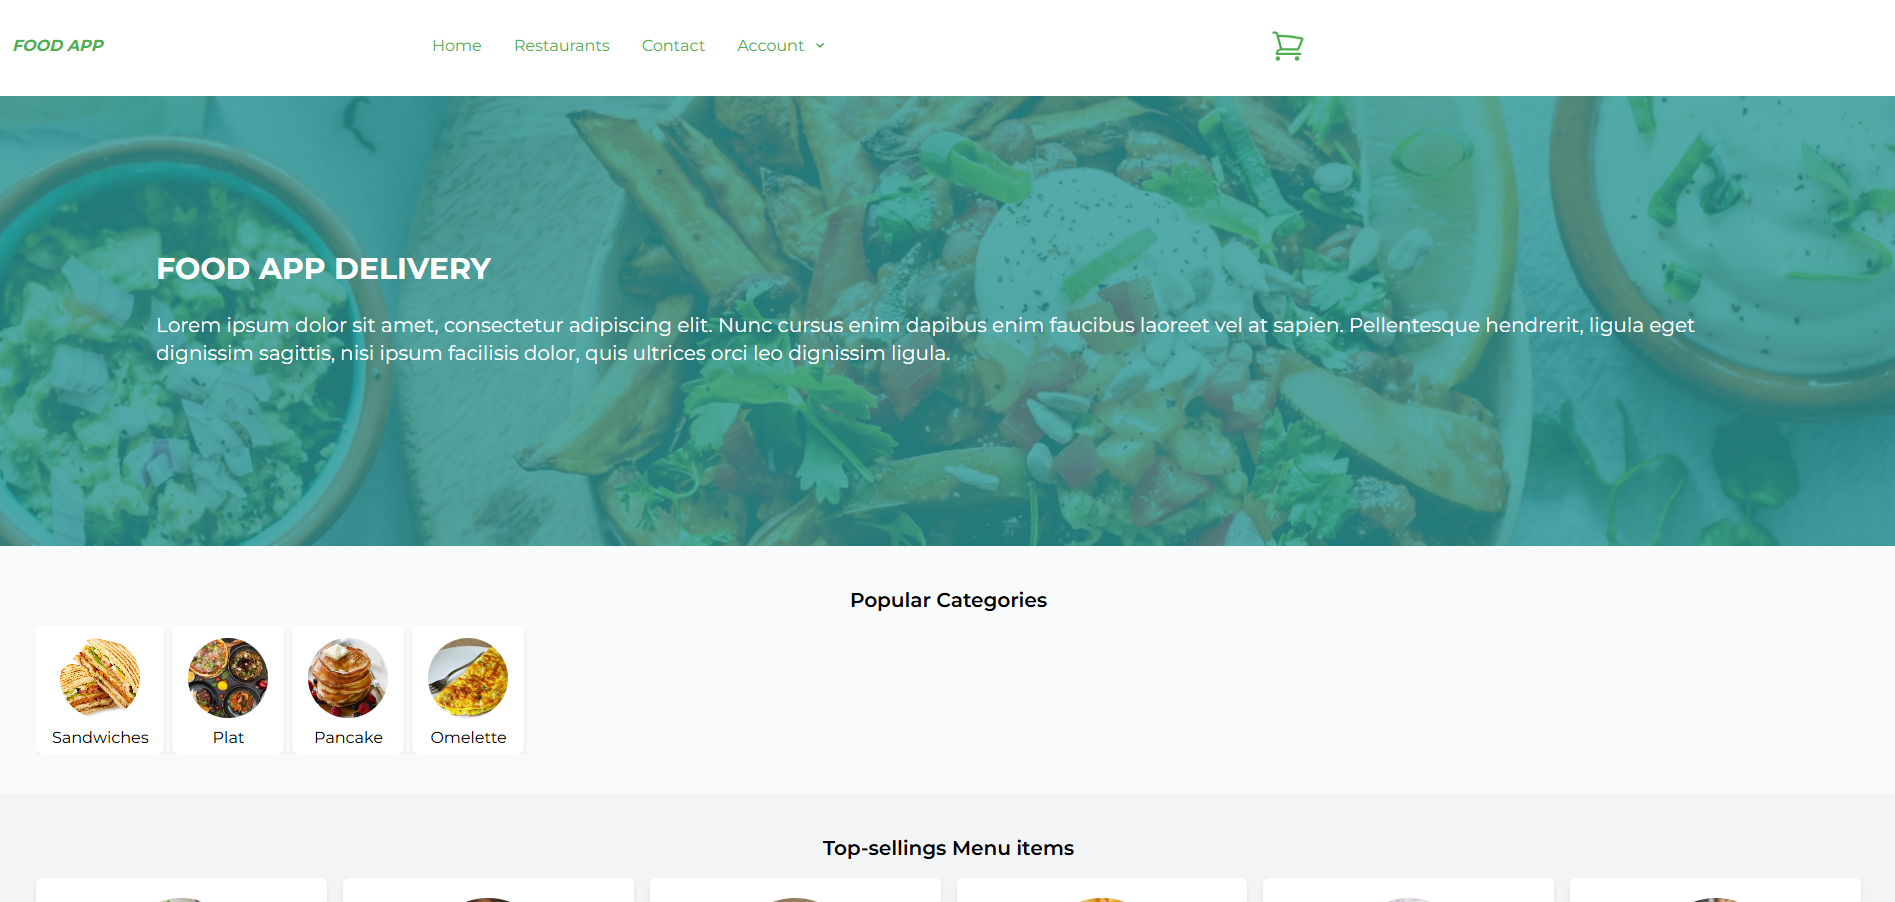 FOOD APP
Home
Restaurants
Contact
Account
FOOD APP DELIVERY
Lorem ipsum dolor sit amet, consectetur adipiscing elit. Nunc cursus enim dapibus enim faucibus laoreet vel at sapien. Pellentesque hendrerit, ligula eget
dignissim sagittis, nisi ipsum facilisis dolor, quis ultrices orci leo dignissim ligula.
Popular Categories
Sandwiches
Plat
Pancake
Omelette
Top-sellings Menu items